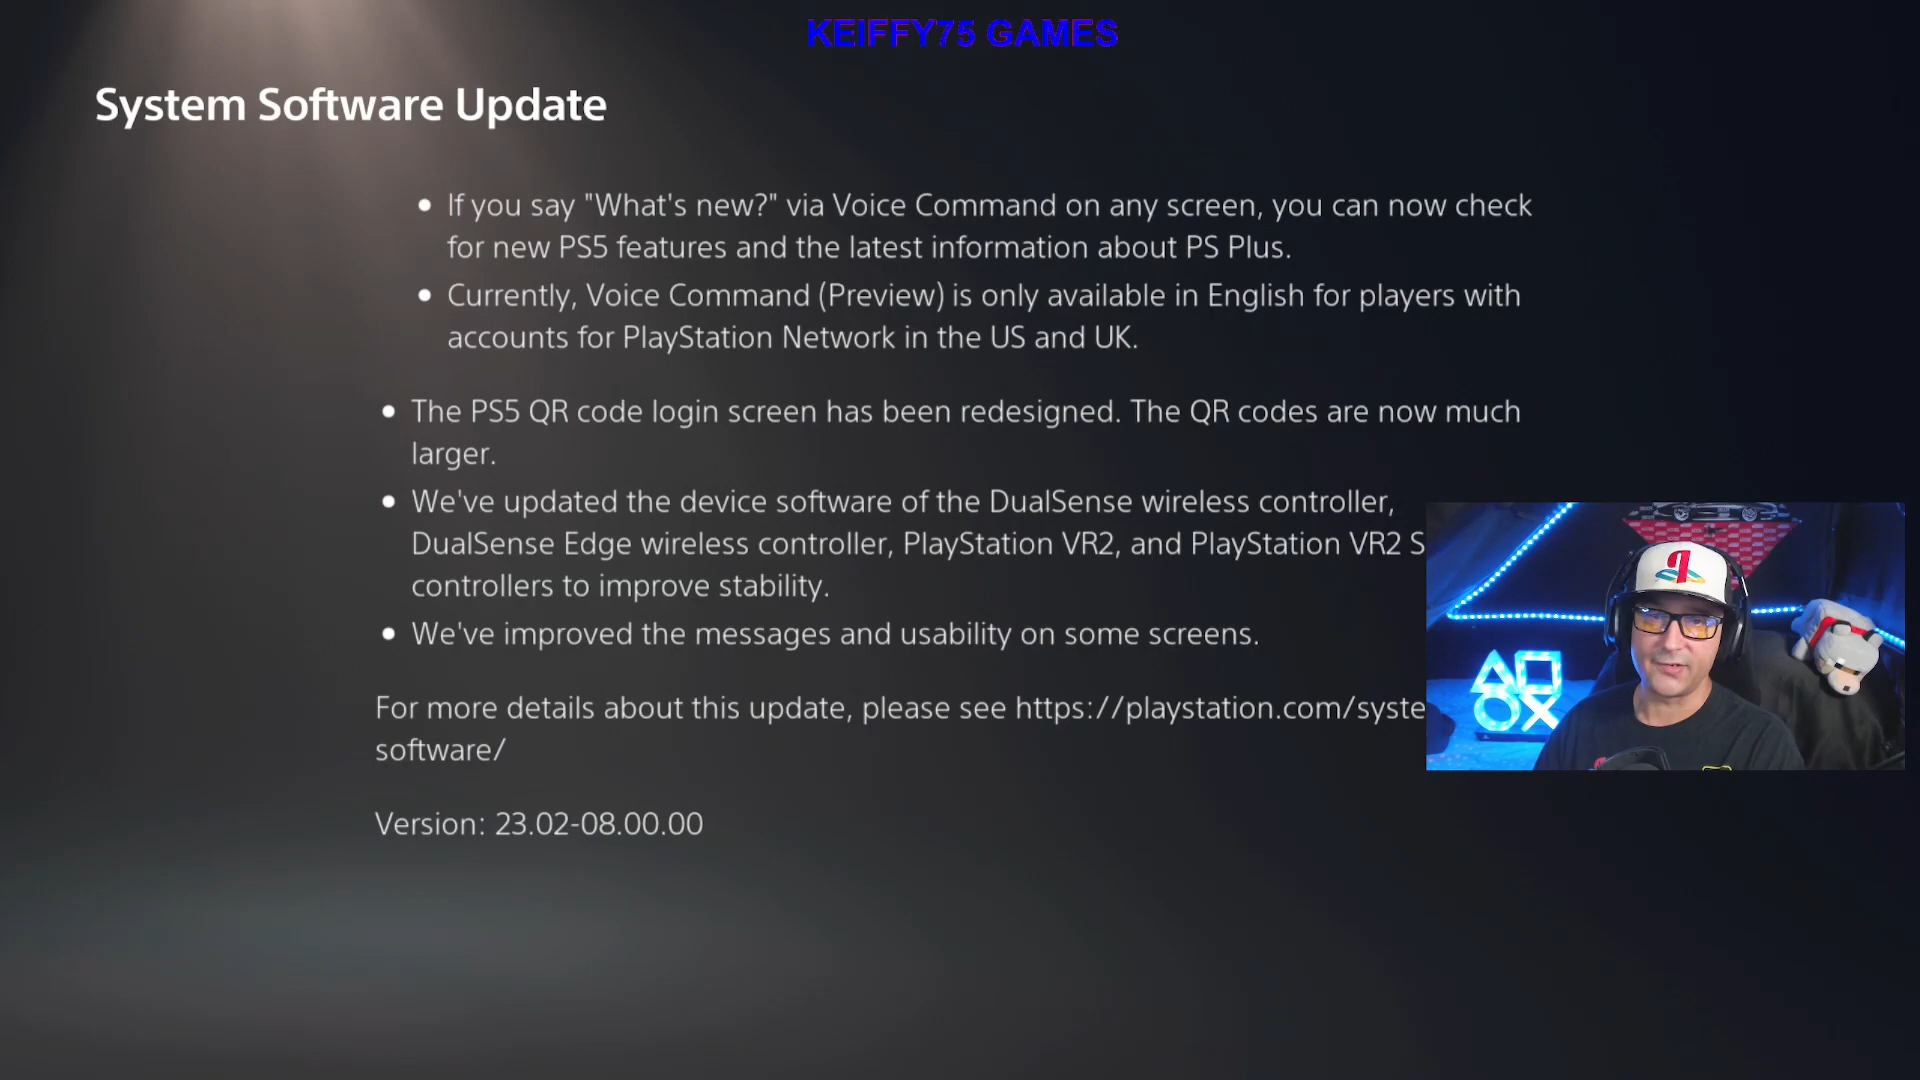 KEIFFY75 GAMES
System Software Update
• If you say "What's new?" via Voice Command on any screen, you can now check
for new PS5 features and the latest information about PS Plus.
• Currently, Voice Command (Preview) is only available in English for players with
accounts for PlayStation Network in the US and UK.
• The PS5 QR code login screen has been redesigned. The QR codes are now much
larger.
• We've updated the device software of the DualSense wireless controller,
DualSense Edge wireless controller, PlayStation VR2, and PlayStation VR2 S
controllers to improve stability.
• We've improved the messages and usability on some screens.
For more details about this update, please see https://playstation.com/syste
software/
Version: 23.02-08.00.00